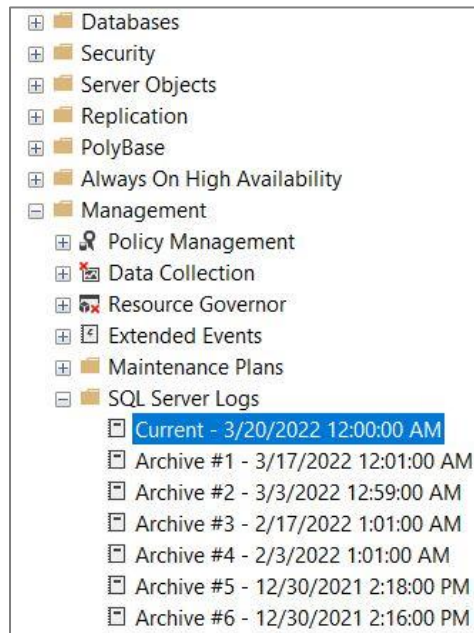 Databases
Security
Server Objects
Replication
PolyBase
Always On High Availability
Management
Policy Management
Data Collection
Resource Governor
Extended Events
Maintenance Plans
SQL Server Logs
Current - 3/20/2022 12:00:00 AM
Archive #1 - 3/17/2022 12:01:00 AM
Archive #2 - 3/3/2022 12:59:00 AM
Archive #3 - 2/17/2022 1:01:00 AM
Archive #4 - 2/3/2022 1:01:00 AM
Archive #5 - 12/30/2021 2:18:00 PM
Archive #6 - 12/30/2021 2:16:00 PM